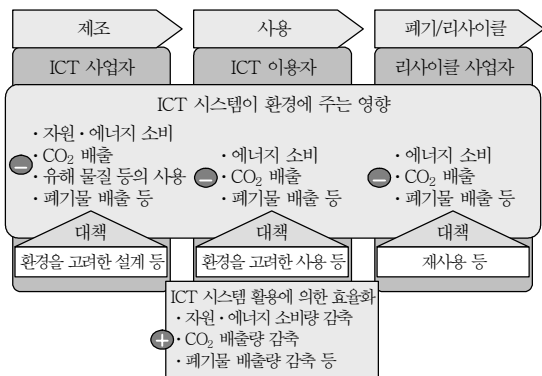 제조
사용
폐기/리사이클
ICT 사업자
ICT 이용자
리사이클 사업자
ICT 시스템이 환경에 주는 영향
· 자원 · 에너지 소비
· CO₂ 배출
· 유해 물질 등의 사용
· 폐기물 배출 등
· 에너지 소비
· CO₂ 배출
· 폐기물 배출 등
· 에너지 소비
· CO₂ 배출
· 폐기물 배출 등
대책
환경을 고려한 설계 등
대책
환경을 고려한 사용 등
대책
재사용 등
ICT 시스템 활용에 의한 효율화
· 자원 · 에너지 소비량 감축
· CO₂ 배출량 감축
· 폐기물 배출량 감축 등